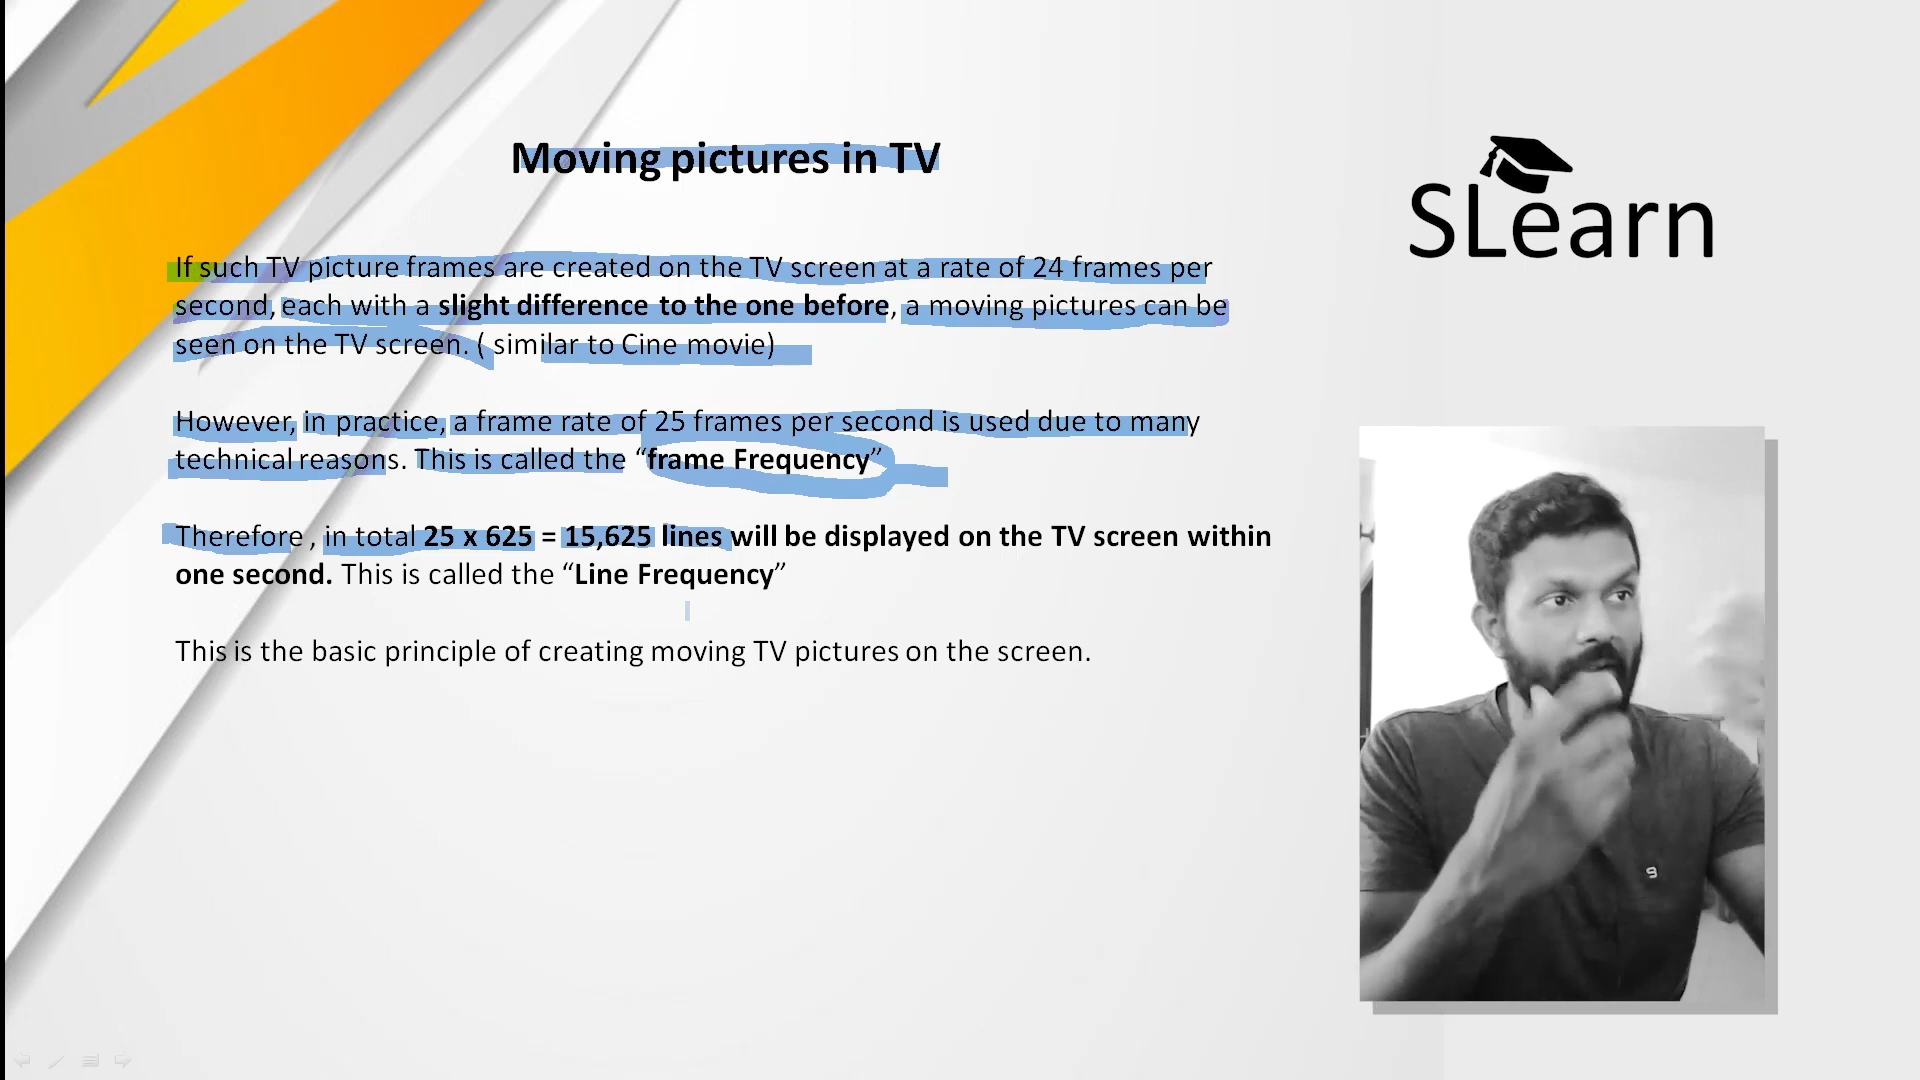 Moving pictures in TV
SLearn
If such TV picture frames are created on the TV screen at a rate of 24 frames per
second, each with a slight difference to the one before, a moving pictures can be
seen on the TV screen. ( similar to Cine movie)
However, in practice, a frame rate of 25 frames per second is used due to many
technical reasons. This is called the “frame Frequency”
Therefore , in total 25 x 625 = 15,625 lines will be displayed on the TV screen within
one second. This is called the “Line Frequency”
This is the basic principle of creating moving TV pictures on the screen.